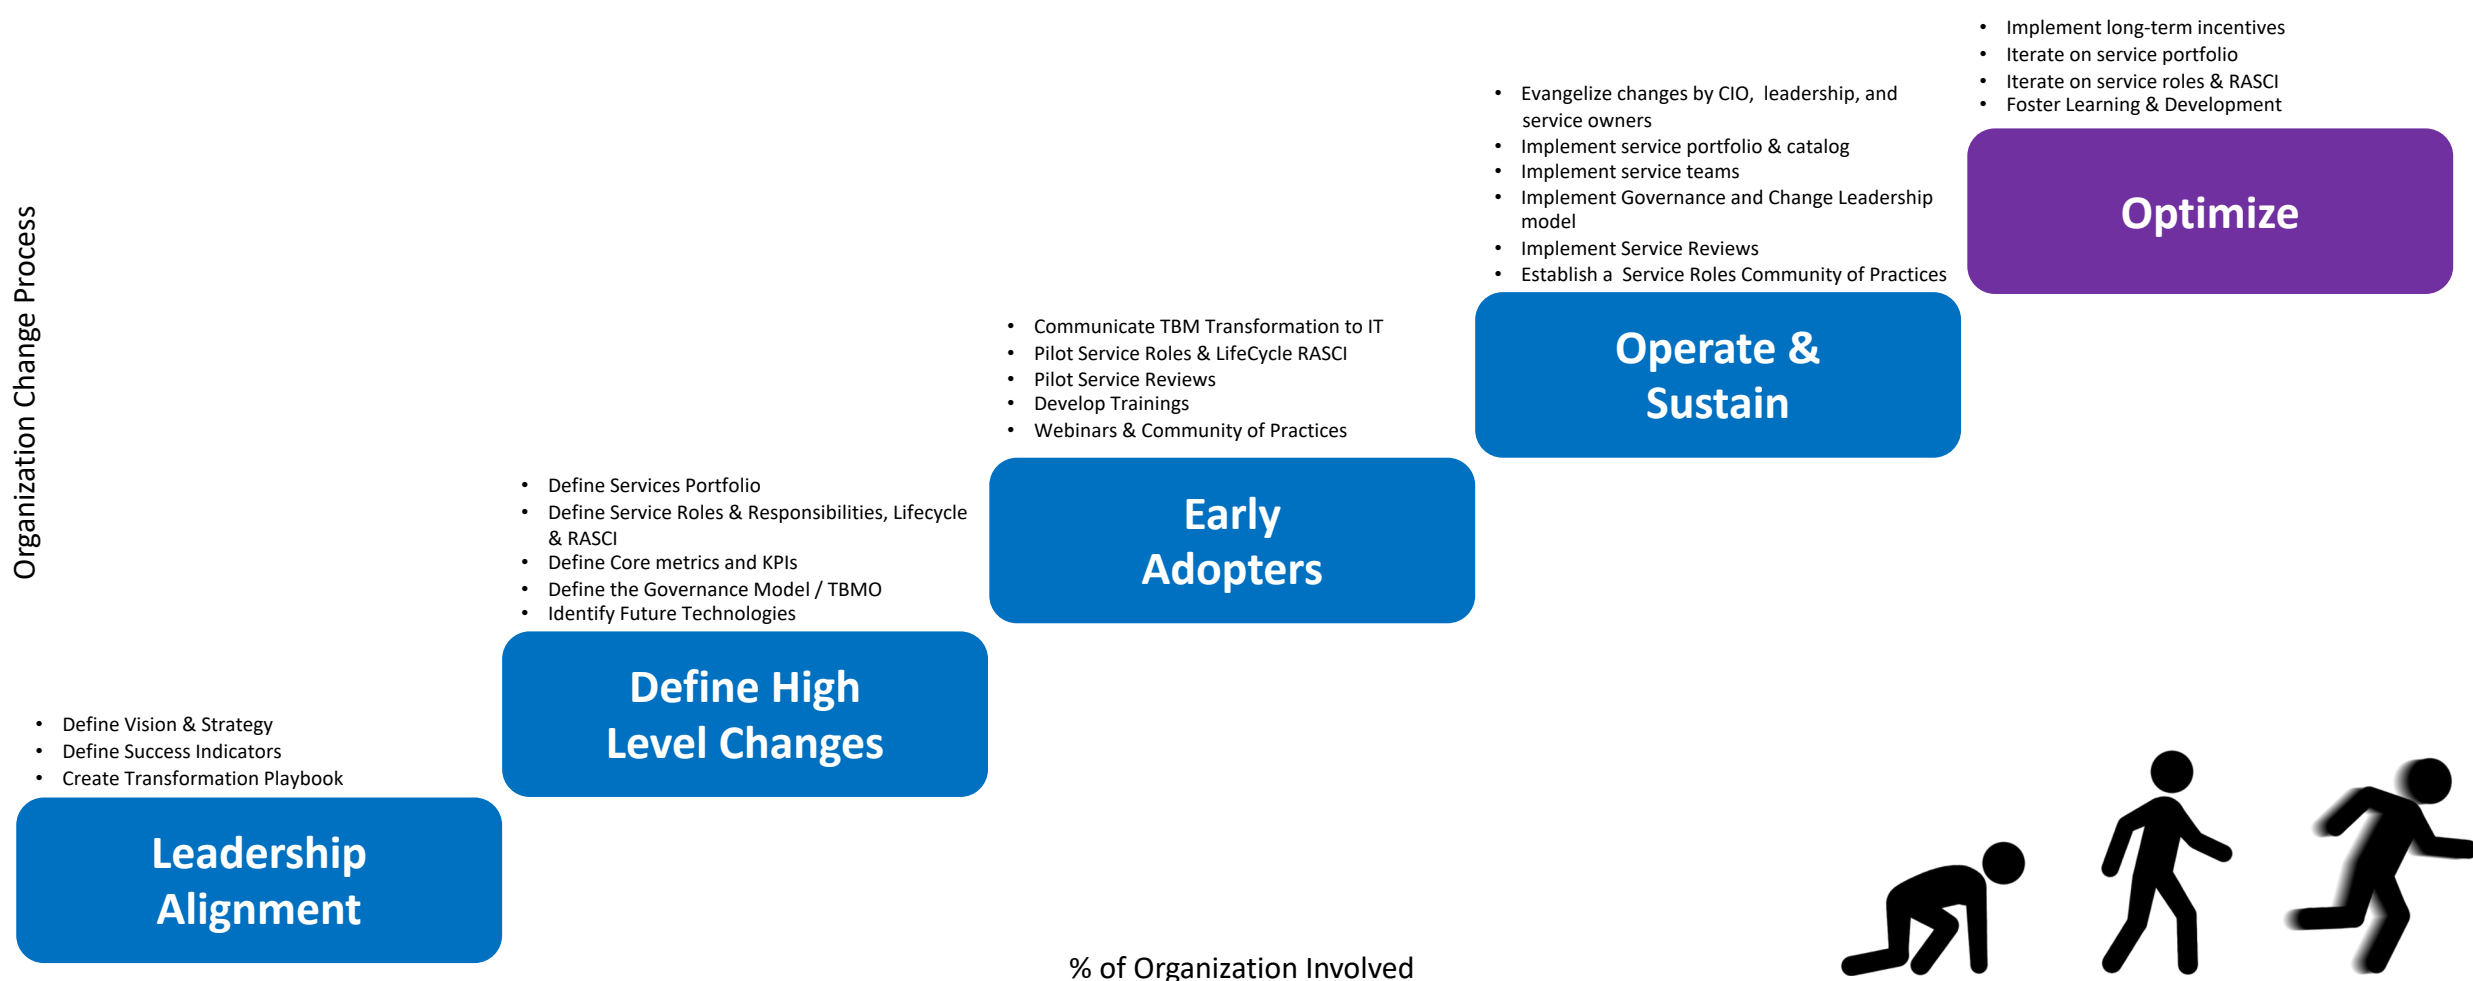 Organization Change Process
• Define Vision & Strategy
• Define Success Indicators
• Create Transformation Playbook
Leadership
Alignment
• Define Services Portfolio
• Define Service Roles & Responsibilities, Lifecycle
& RASCI
• Define Core metrics and KPIs
• Define the Governance Model / TBMO
• Identify Future Technologies
Define High
Level Changes
• Communicate TBM Transformation to IT
• Pilot Service Roles & LifeCycle RASCI
• Pilot Service Reviews
• Develop Trainings
• Webinars & Community of Practices
Early
Adopters
• Evangelize changes by CIO, leadership, and
service owners
• Implement service portfolio & catalog
• Implement service teams
• Implement Governance and Change Leadership
model
• Implement Service Reviews
• Establish a Service Roles Community of Practices
Operate &
Sustain
• Implement long-term incentives
• Iterate on service portfolio
• Iterate on service roles & RASCI
• Foster Learning & Development
Optimize
% of Organization Involved